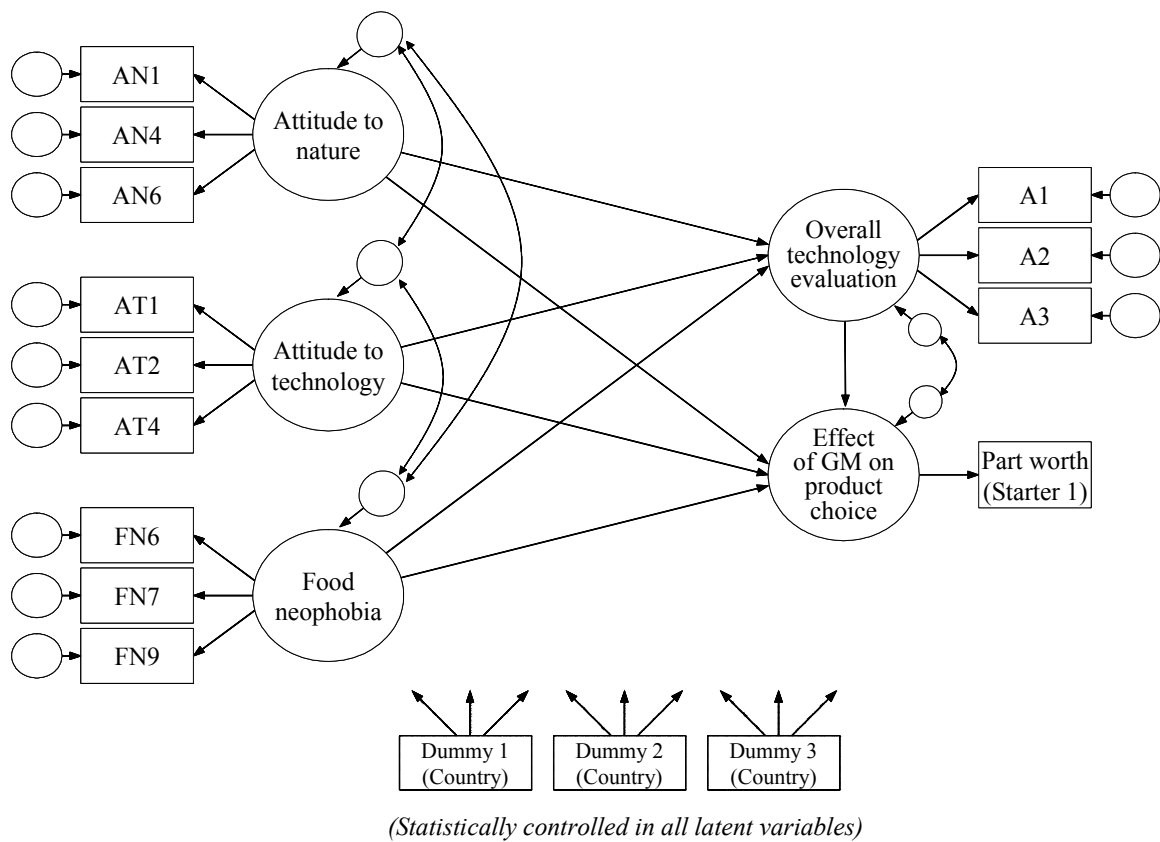 AN1
AN4
AN6
Attitude to
nature
AT1
AT2
AT4
Attitude to
technology
FN6
FN7
FN9
Food
neophobia
Overall
technology
evaluation
A1
A2
A3
Effect
of GM on
product
choice
Part worth
(Starter 1)
Dummy 1
(Country)
Dummy 2
(Country)
Dummy 3
(Country)
(Statistically controlled in all latent variables)